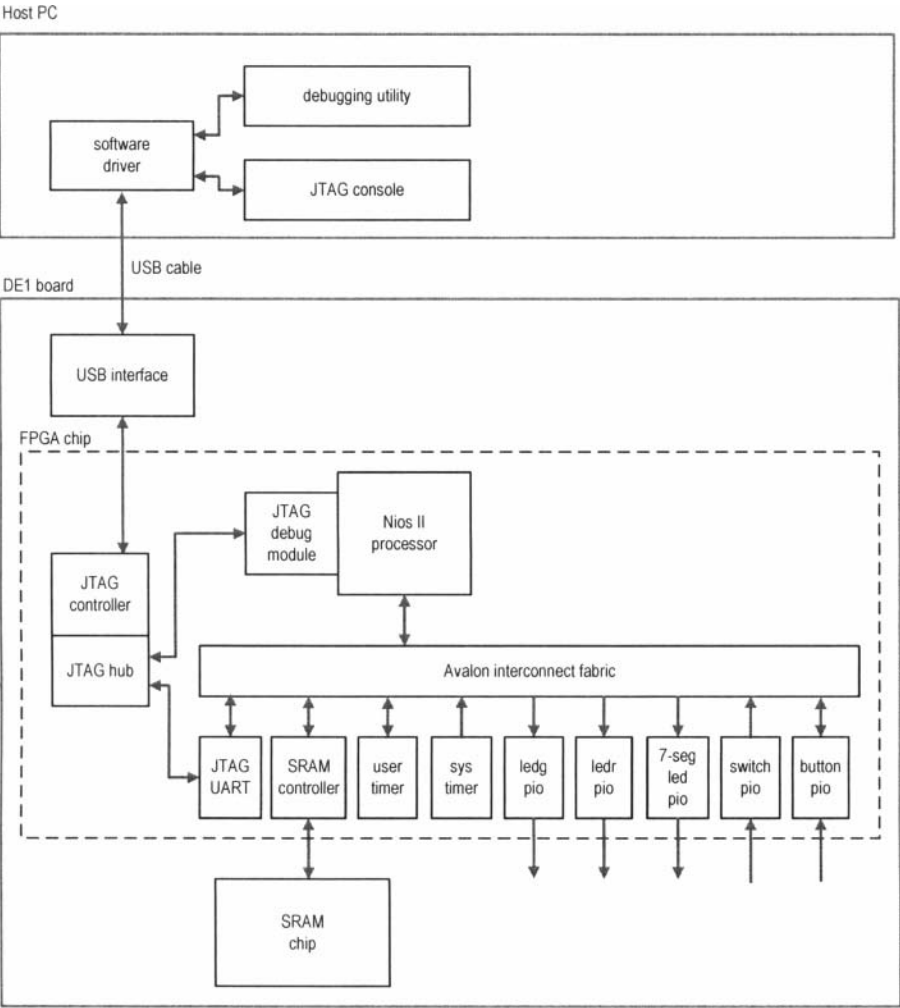 Host PC
debugging utility
software
driver
JTAG console
USB cable
DE1 board
USB interface
FPGA chip
JTAG
debug
module
Nios II
processor
JTAG
controller
JTAG hub
Avalon interconnect fabric
JTAG
UART
SRAM
controller
user
timer
sys
timer
ledg
pio
ledr
pio
7-seg
led
pio
switch
pio
button
pio
SRAM
chip